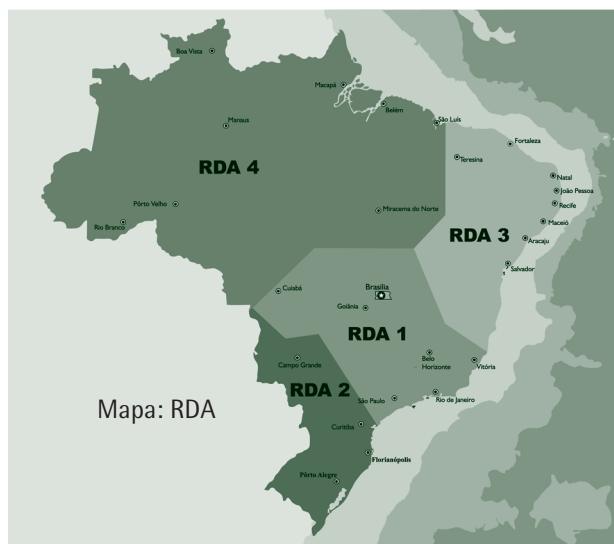 Boa Vista
Macapá
Belém
São Luís
Manaus
Fortaleza
Teresina
RDA 4
Natal
João Pessoa
Pôrto Velho
Recife
Miracema do Norte
Rio Branco
Maceió
RDA 3
Aracaju
Salvador
Cuiabá
Brasília
Goiânia
RDA 1
Campo Grande
Belo
Horizonte
Vitória
RDA 2
São Paulo
Rio de Janeiro
Mapa: RDA
Curitiba
Florianópolis
Pôrto Alegre